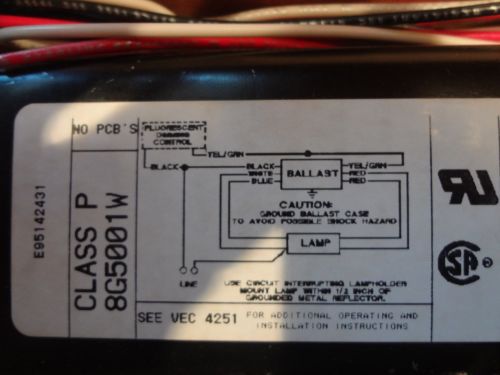 E95142431
NO PCB'S
CLASS P
8G5001W
FLUORESCENT
DIMMING
CONTROL
YEL/GRN
BLACK
BLACK
WHITE
BLUE
BALLAST
YEL/GRN
RED
RED
CAUTION:
GROUND BALLAST CASE
TO AVOID POSSIBLE SHOCK HAZARD
LAMP
LINE
USE CIRCUIT INTERRUPTING LAMPHOLDER
MOUNT LAMP WITHIN 1/2 INCH OF
GROUNDED METAL REFLECTOR.
SEE VEC 4251 FOR ADDITIONAL OPERATING AND
INSTALLATION INSTRUCTIONS
UR
SA
®